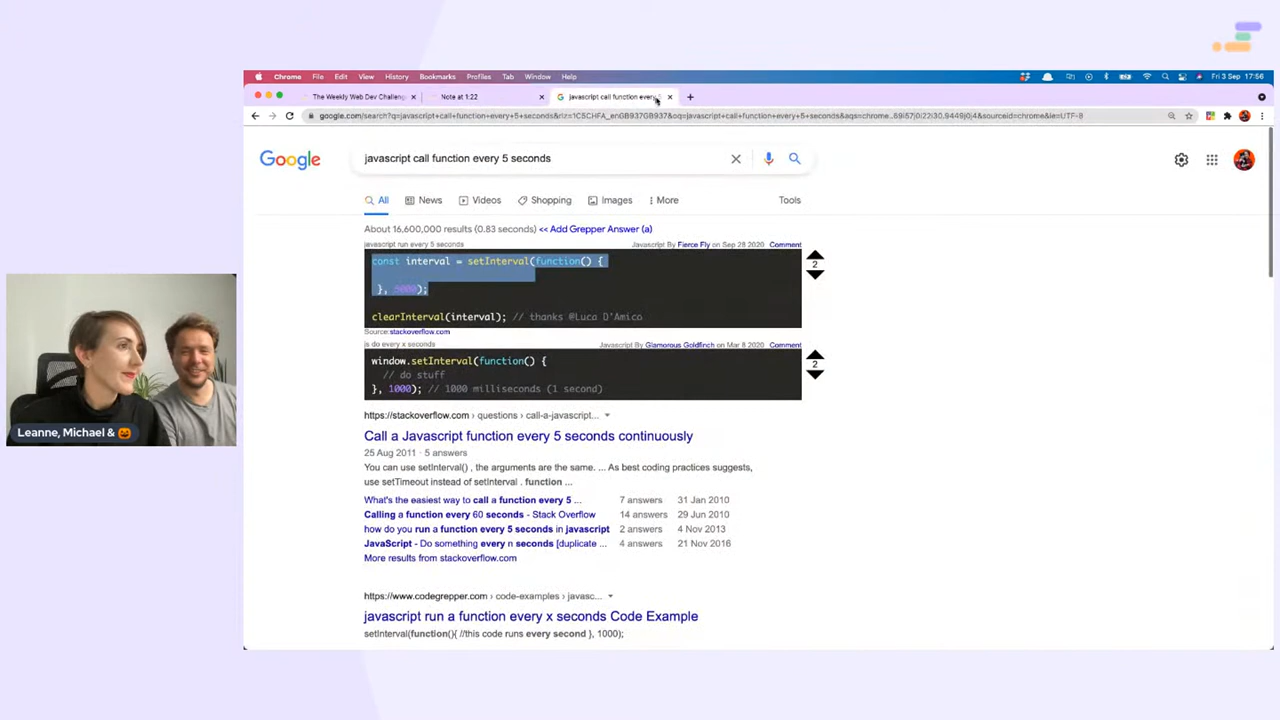 Chrome File Edit View History Bookmarks Profiles Tab Window Help Fri 3 Sep 17:56
The Weekly Web Dev Challeng
Note at 1:22
javascript call function every 5
Google
javascript call function every 5 seconds
All News Videos Shopping Images More Tools
About 16,600,000 results (0.83 seconds) << Add Grepper Answer (a)
javascript run every 5 seconds
Javascript By Fierce Fly on Sep 28 2020 Comment
const interval = setInterval(function() {
}, 5000);
clearInterval(interval); // thanks @Luca D'Amico
2
Source:stackoverflow.com
js do every x seconds
Javascript By Glamorous Goldfinch on Mar 8 2020 Comment
window.setInterval(function() {
// do stuff
}, 1000); // 1000 milliseconds (1 second)
2
https://stackoverflow.com › questions › call-a-javascript...
Call a Javascript function every 5 seconds continuously
25 Aug 2011 · 5 answers
You can use setInterval() , the arguments are the same. ... As best coding practices suggests,
use setTimeout instead of setInterval . function ...
What's the easiest way to call a function every 5 ... 7 answers 31 Jan 2010
Calling a function every 60 seconds - Stack Overflow 14 answers 29 Jun 2010
how do you run a function every 5 seconds in javascript 2 answers 4 Nov 2013
JavaScript - Do something every n seconds [duplicate ... 4 answers 21 Nov 2016
More results from stackoverflow.com
https://www.codegrepper.com › code-examples › javasc...
javascript run a function every x seconds Code Example
setInterval(function(){ //this code runs every second }, 1000);
Leanne, Michael & 🎃